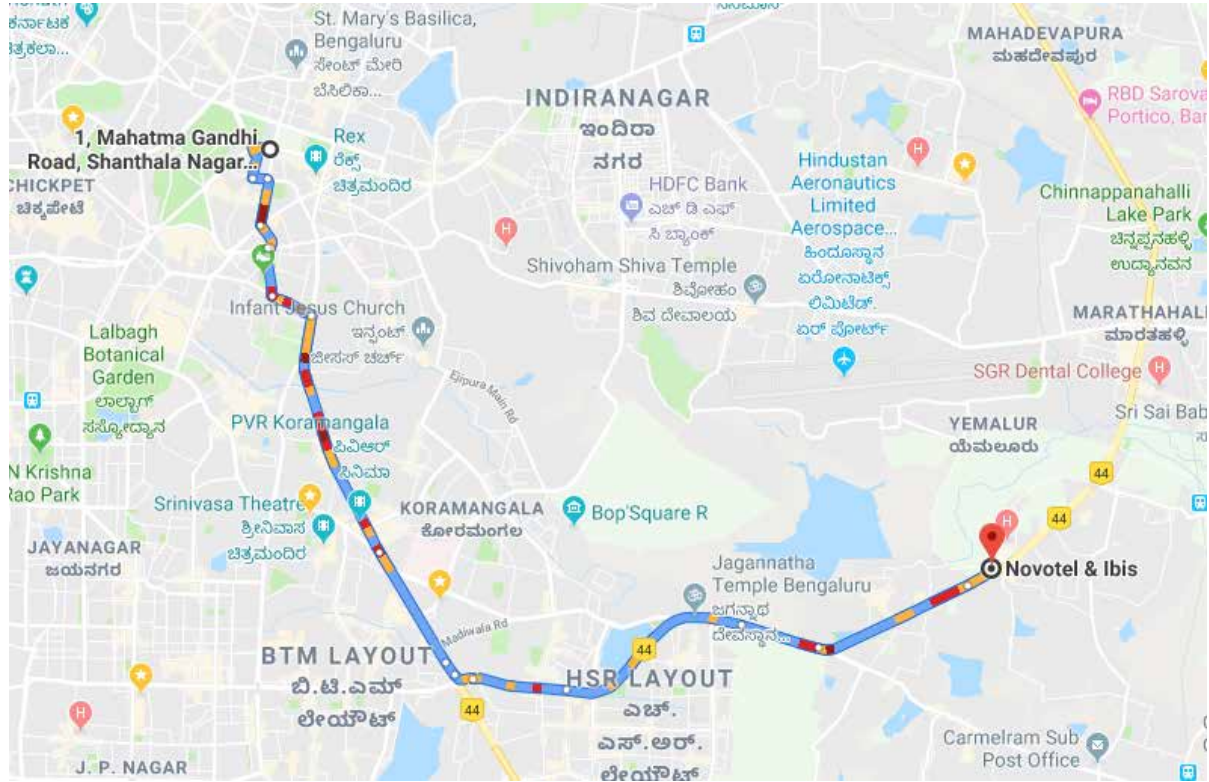 ಕರ್ನಾಟಕ
St. Mary's Basilica,
Bengaluru
ಸೇಂಟ್ ಮೇರಿ
ಬೆಸಿಲಿಕಾ...
MAHADEVAPURA
ಮಹದೇವಪುರ
INDIRANAGAR
ಇಂದಿರಾ
ನಗರ
RBD Sarova
Portico, Bar
1, Mahatma Gandhi
Road, Shanthala Nagar...
Rex
ರೆಕ್ಸ್
ಚಿತ್ರಮಂದಿರ
CHICKPET
ಚಿಕ್ಕಪೇಟೆ
HDFC Bank
ಎಚ್ ಡಿ ಎಫ್
ಸಿ ಬ್ಯಾಂಕ್
Hindustan
Aeronautics
Limited
Aerospace...
ಹಿಂದೂಸ್ಥಾನ
ಏರೋನಾಟಿಕ್ಸ್
ಲಿಮಿಟೆಡ್.
ಏರ್ ಪೋರ್ಟ್
Chinnappanahalli
Lake Park
ಚಿನ್ನಪ್ಪನಹಳ್ಳಿ
ಉದ್ಯಾನವನ
Shivoham Shiva Temple
ಶಿವೋಹಂ
ಶಿವ ದೇವಾಲಯ
Infant Jesus Church
ಇನ್ಫಂಟ್
ಜೀಸಸ್ ಚರ್ಚ್
MARATHAHALI
ಮಾರತಹಳ್ಳಿ
Lalbagh
Botanical
Garden
ಲಾಲ್ಬಾಗ್
ಸಸ್ಯೋದ್ಯಾನ
Ejipura Main Rd
SGR Dental College
Sri Sai Bab
YEMALUR
ಯೆಮಲೂರು
PVR Koramangala
ಪಿವಿಆರ್
ಸಿನಿಮಾ
N Krishna
Rao Park
44
Srinivasa Theatre
ಶ್ರೀನಿವಾಸ
ಚಿತ್ರಮಂದಿರ
KORAMANGALA
ಕೋರಮಂಗಲ
Bop'Square R
44
JAYANAGAR
ಜಯನಗರ
Novotel & Ibis
Jagannatha
Temple Bengaluru
ಜಗನ್ನಾಥ
ದೇವಸ್ಥಾನ...
Madiwala Rd
44
BTM LAYOUT
ಬಿ.ಟಿ.ಎಮ್
ಲೇಯೌಟ್
HSR LAYOUT
ಎಚ್.
ಎಸ್.ಆರ್.
ಲೇಯೌಟ್
44
Carmelram Sub
Post Office
J. P. NAGAR